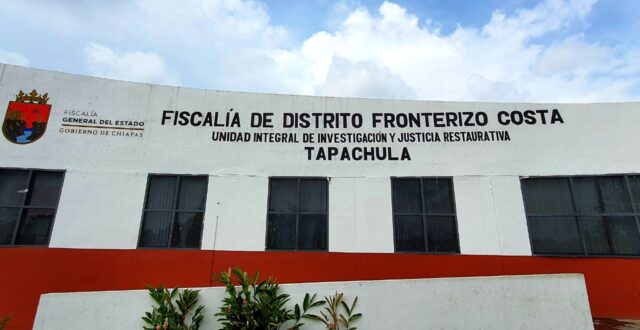 FISCALÍA
GENERAL DEL ESTADO
GOBIERNO DE CHIAPAS
FISCALÍA DE DISTRITO FRONTERIZO COSTA
UNIDAD INTEGRAL DE INVESTIGACIÓN Y JUSTICIA RESTAURATIVA
TAPACHULA